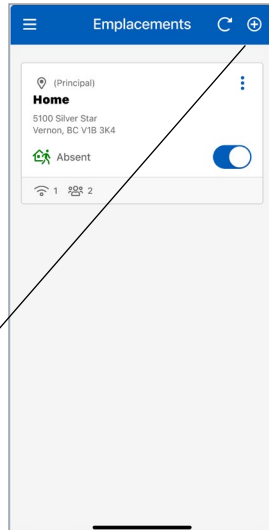 Emplacements
(Principal)
Home
5100 Silver Star
Vernon, BC V1B 3K4
Absent
1 2